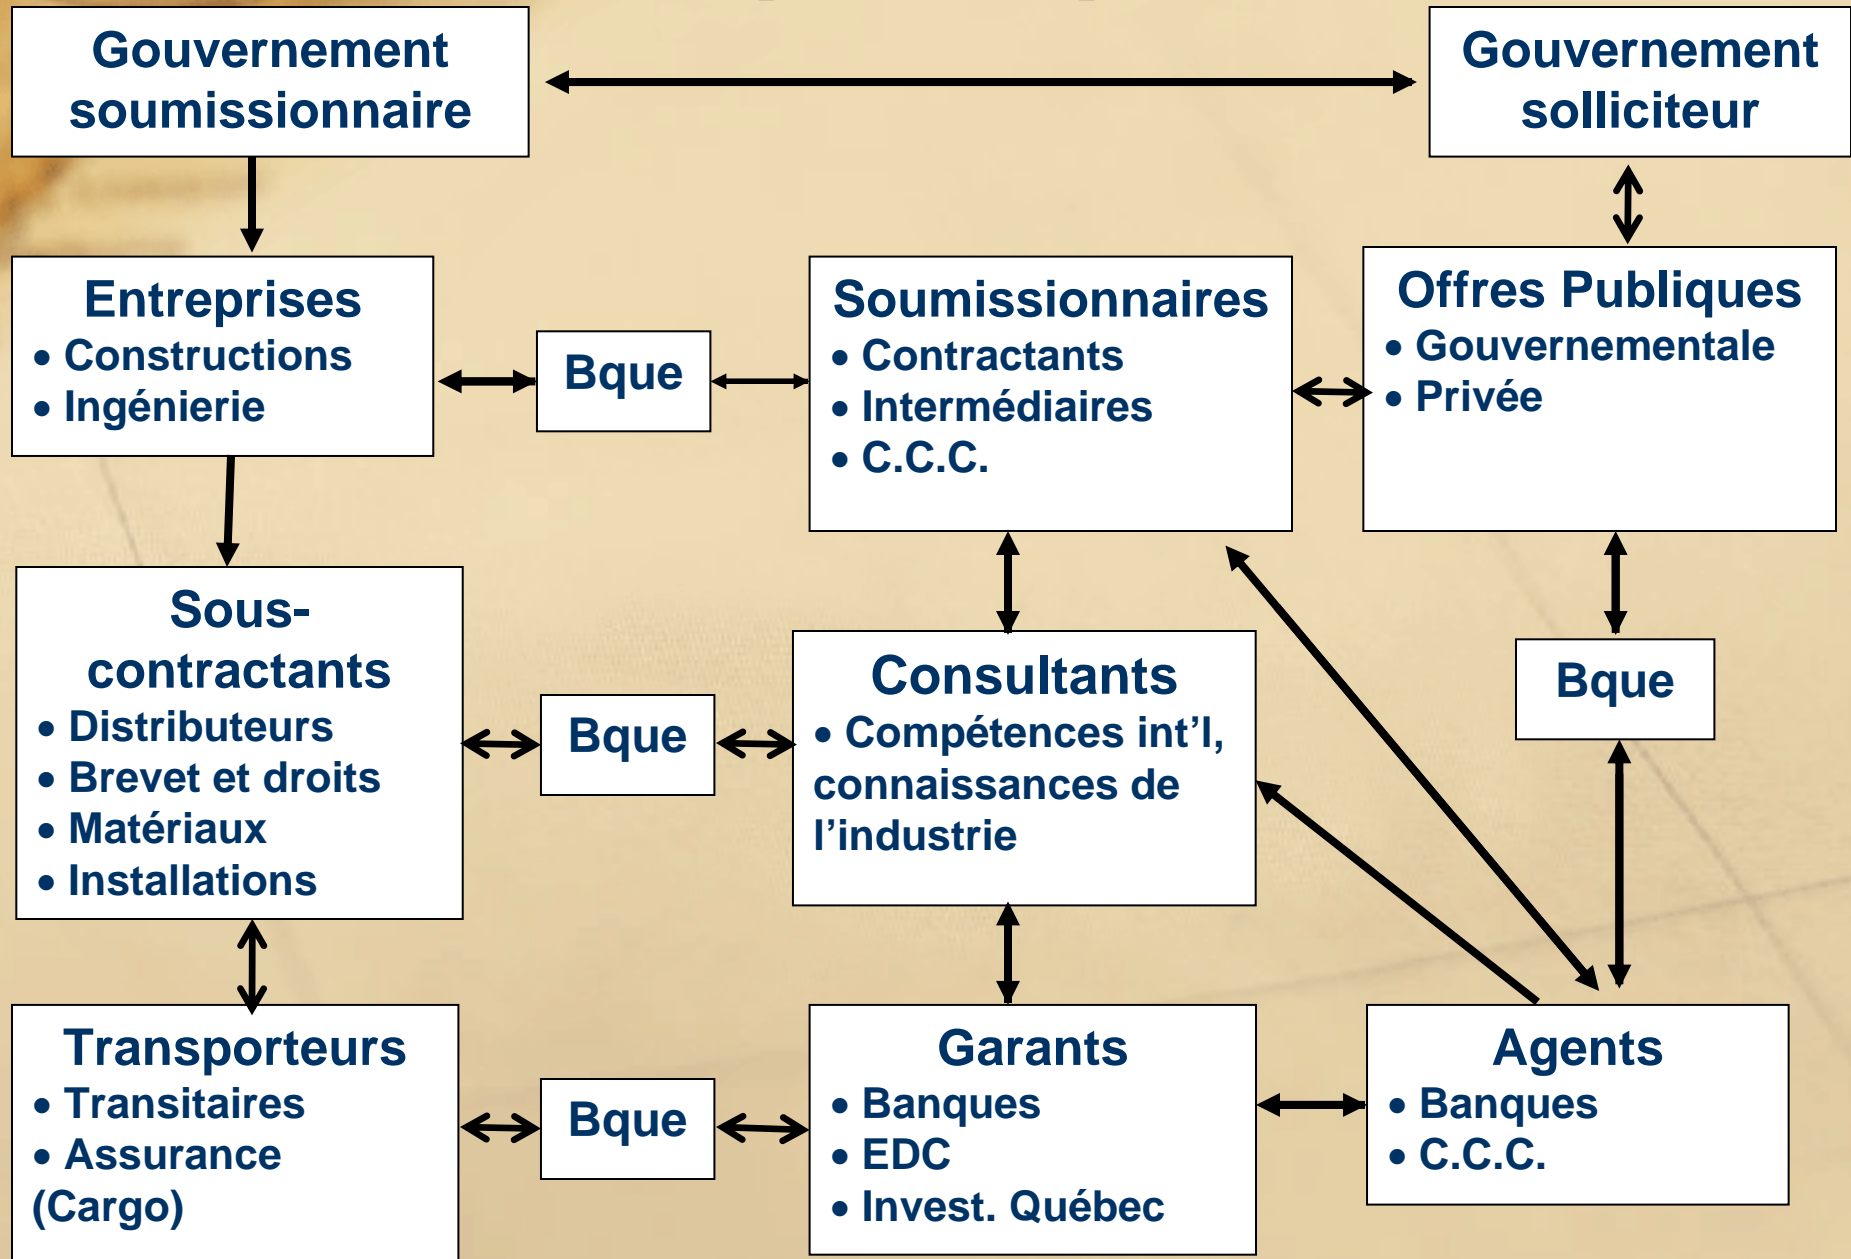 Gouvernement
soumissionnaire
Gouvernement
solliciteur
Entreprises
• Constructions
• Ingénierie
Bque
Soumissionnaires
• Contractants
• Intermédiaires
• C.C.C.
Offres Publiques
• Gouvernementale
• Privée
Sous-
contractants
• Distributeurs
• Brevet et droits
• Matériaux
• Installations
Bque
Consultants
• Compétences int’l,
connaissances de
l’industrie
Bque
Transporteurs
• Transitaires
• Assurance
(Cargo)
Bque
Garants
• Banques
• EDC
• Invest. Québec
Agents
• Banques
• C.C.C.